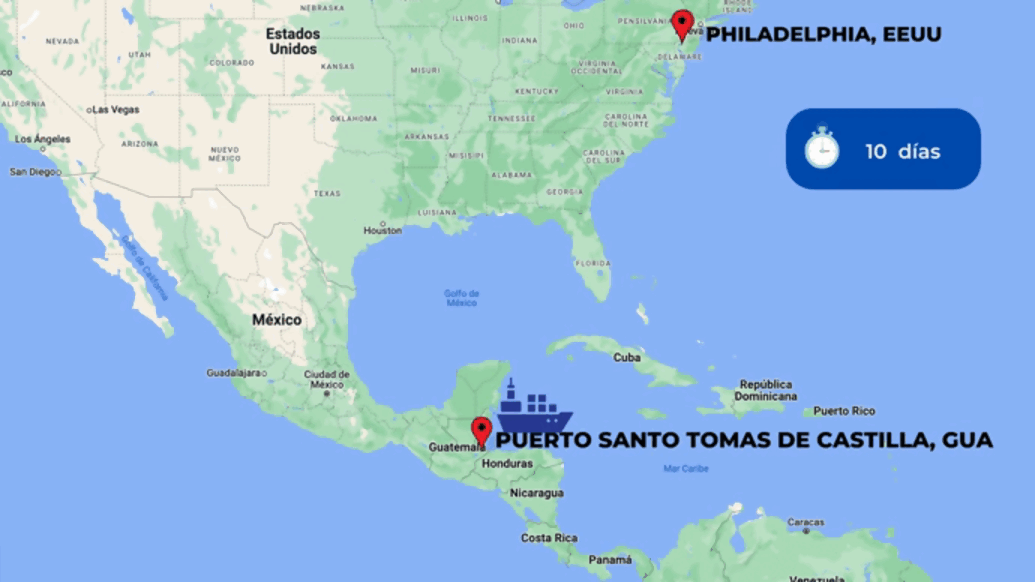 NEBRASKA
ILLINOIS
OHIO
PENSILVANIA
RHODE
ISLAND
PHILADELPHIA, EEUU
Estados
Unidos
NEVADA
UTAH
COLORADO
KANSAS
MISURI
INDIANA
VIRGINIA
OCCIDENTAL
DELAWARE
KENTUCKY
VIRGINIA
CALIFORNIA
Las Vegas
OKLAHOMA
TENNESSEE
CAROLINA
DEL NORTE
10 días
Los Ángeles
ARIZONA
NUEVO
MÉXICO
ARKANSAS
MISISIPI
CAROLINA
DEL SUR
San Diego
TEXAS
ALABAMA
GEORGIA
LUISIANA
Houston
Golfo de California
FLORIDA
Golfo de
México
México
Cuba
Guadalajara
Ciudad de
México
República
Dominicana
Puerto Rico
Guatemala
PUERTO SANTO TOMAS DE CASTILLA, GUA
Honduras
Mar Caribe
Nicaragua
Caracas
Costa Rica
Panamá
Venezuela